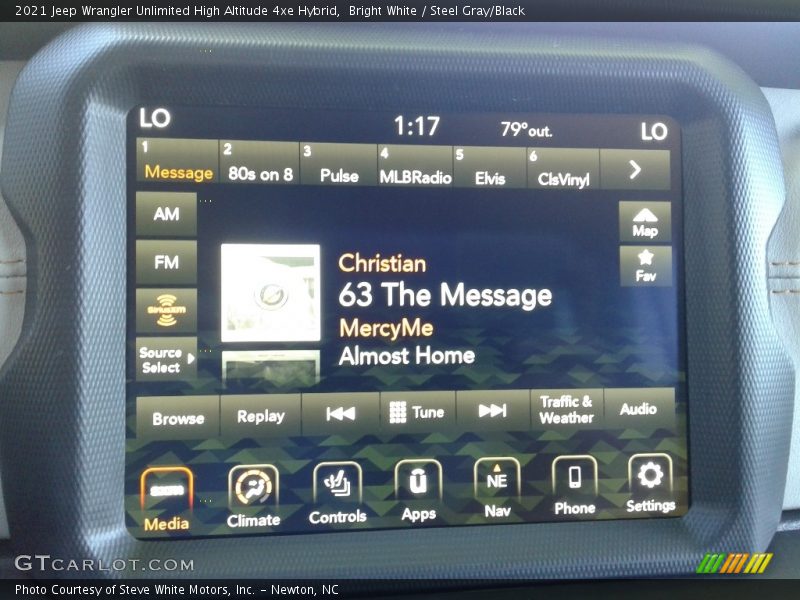 2021 Jeep Wrangler Unlimited High Altitude 4xe Hybrid,  Bright White / Steel Gray/Black
LO 1:17 79° out. LO
1 2 3 4 5 6
Message 80s on 8 Pulse MLBRadio Elvis ClsVinyl >
AM
Map
FM
Fav
SiriusXM
Source Select
Christian
63 The Message
MercyMe
Almost Home
Browse Replay Tune Traffic & Weather Audio
NE
Media Climate Controls Apps Nav Phone Settings
GTCARLOT.COM
Photo Courtesy of Steve White Motors, Inc. – Newton, NC